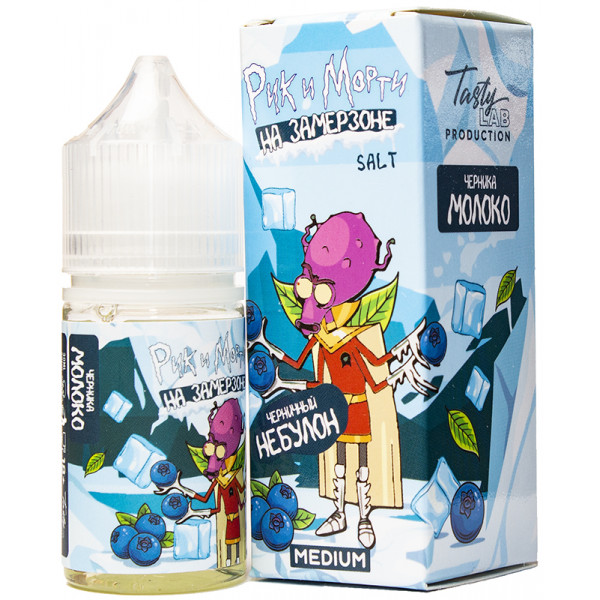 Рик и Морти
на замерзоне
SALT
Tasty
LAB
PRODUCTION
ЧЕРНИКА
МОЛОКО
ЧЕРНИЧНЫЙ
НЕБУЛОН
MEDIUM
Рик и Морти
на замерзоне
ЧЕРНИКА
МОЛОКО